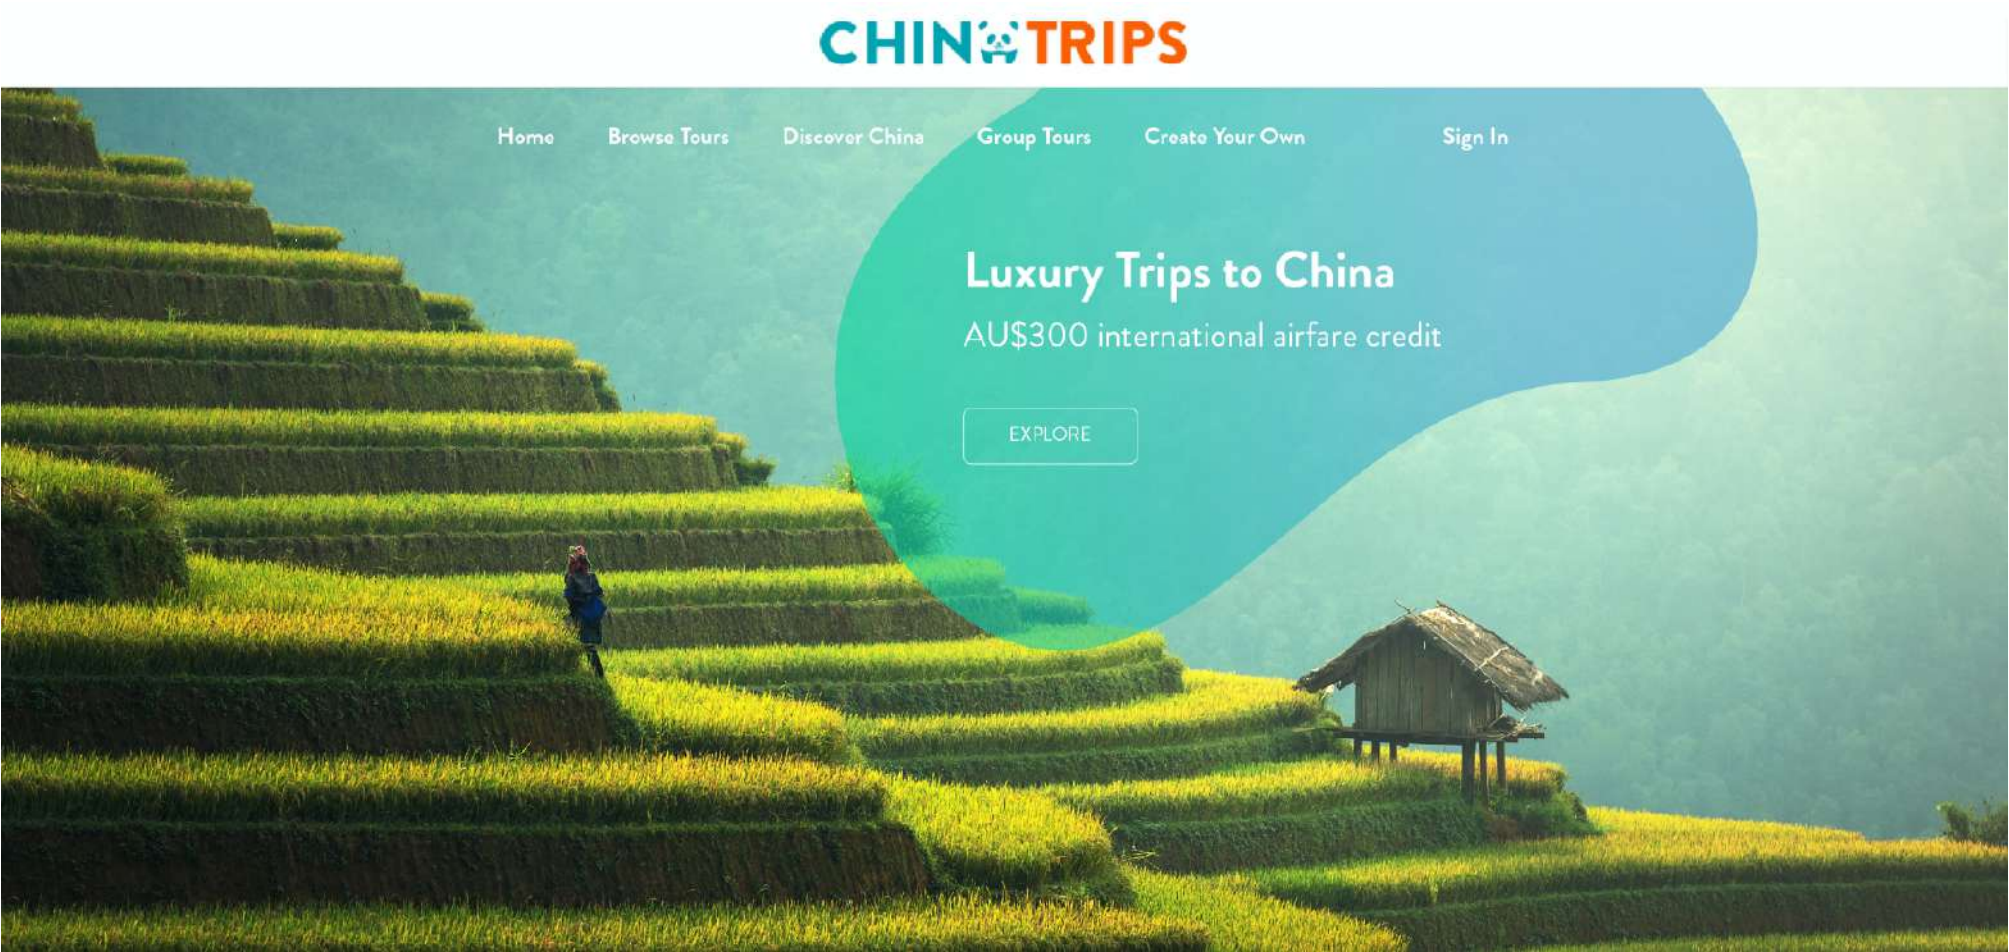 CHINATRIPS
Home Browse Tours Discover China Group Tours Create Your Own Sign In
Luxury Trips to China
AU$300 international airfare credit
EXPLORE